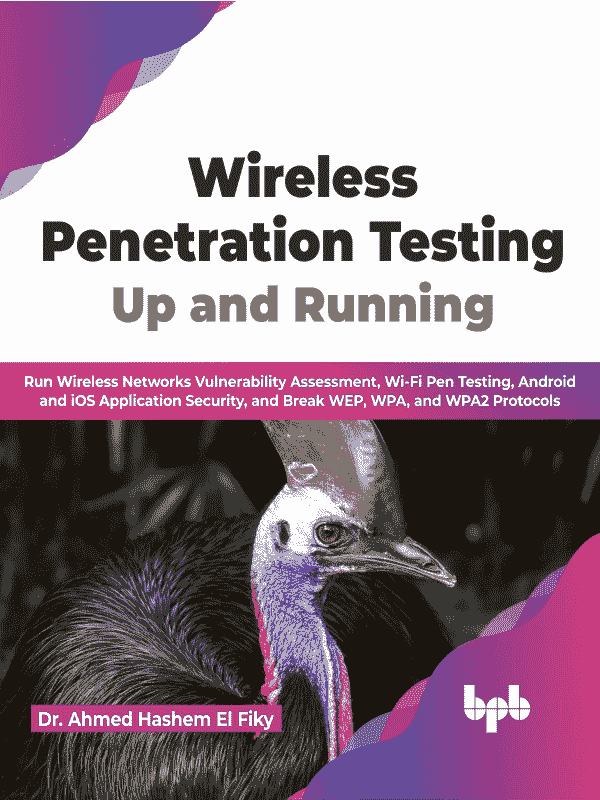 Wireless
Penetration Testing
Up and Running
Run Wireless Networks Vulnerability Assessment, Wi-Fi Pen Testing, Android
and iOS Application Security, and Break WEP, WPA, and WPA2 Protocols
Dr. Ahmed Hashem El Fiky
bpb